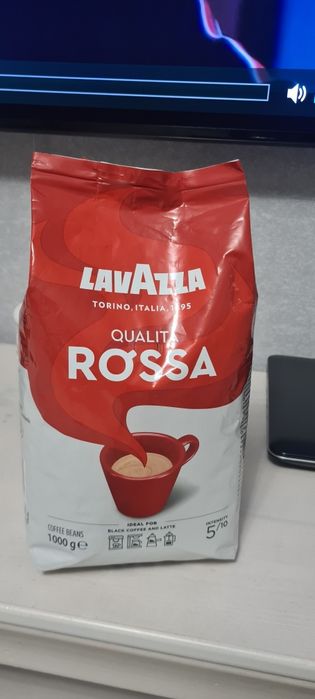 LAVAZZA
TORINO, ITALIA, 1895
QUALITÀ
ROSSA
IDEAL FOR
BLACK COFFEE AND LATTE
COFFEE BEANS
1000 g ℮
INTENSITY
5/10